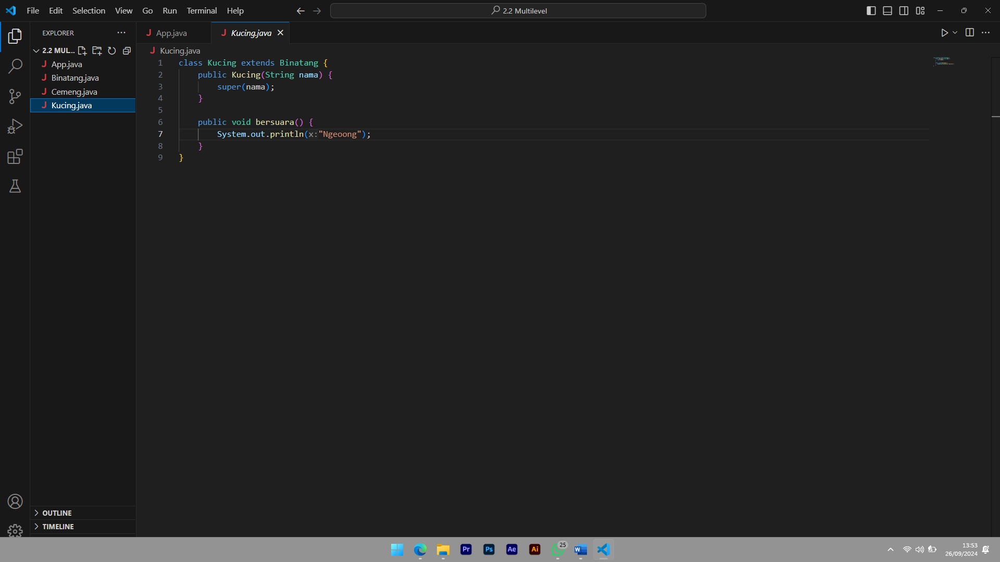 File Edit Selection View Go Run Terminal Help
2.2 Multilevel
EXPLORER
J App.java
J Kucing.java
2.2 MUL...
J App.java
J Binatang.java
J Cemeng.java
J Kucing.java
J Kucing.java
1 class Kucing extends Binatang {
2 public Kucing(String nama) {
3 super(nama);
4 }
5
6 public void bersuara() {
7 System.out.println(x:"Ngeoong");
8 }
9 }
OUTLINE
TIMELINE
Pr
Ps
Ae
Ai
25
W
13:53
26/09/2024